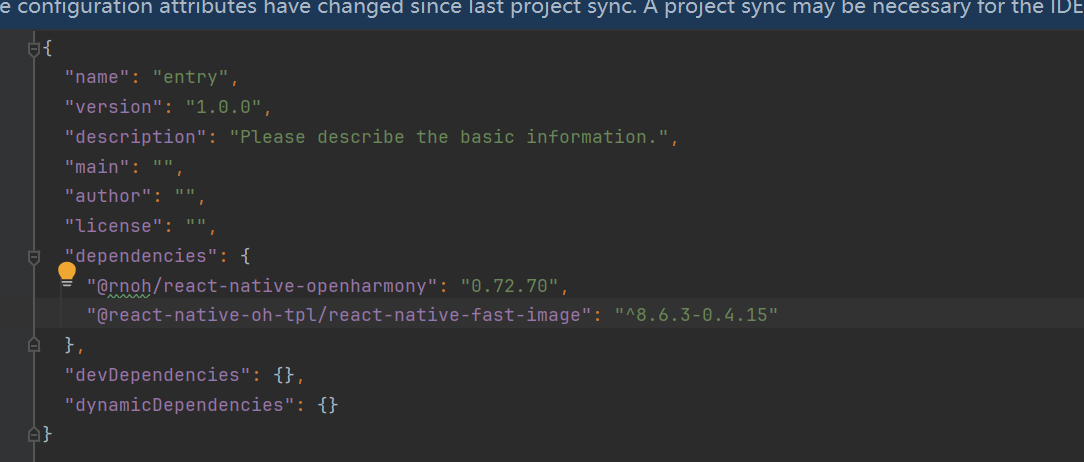 e configuration attributes have changed since last project sync. A project sync may be necessary for the IDE
{
"name": "entry",
"version": "1.0.0",
"description": "Please describe the basic information.",
"main": "",
"author": "",
"license": "",
"dependencies": {
"@rnoh/react-native-openharmony": "0.72.70",
"@react-native-oh-tpl/react-native-fast-image": "^8.6.3-0.4.15"
},
"devDependencies": {},
"dynamicDependencies": {}
}